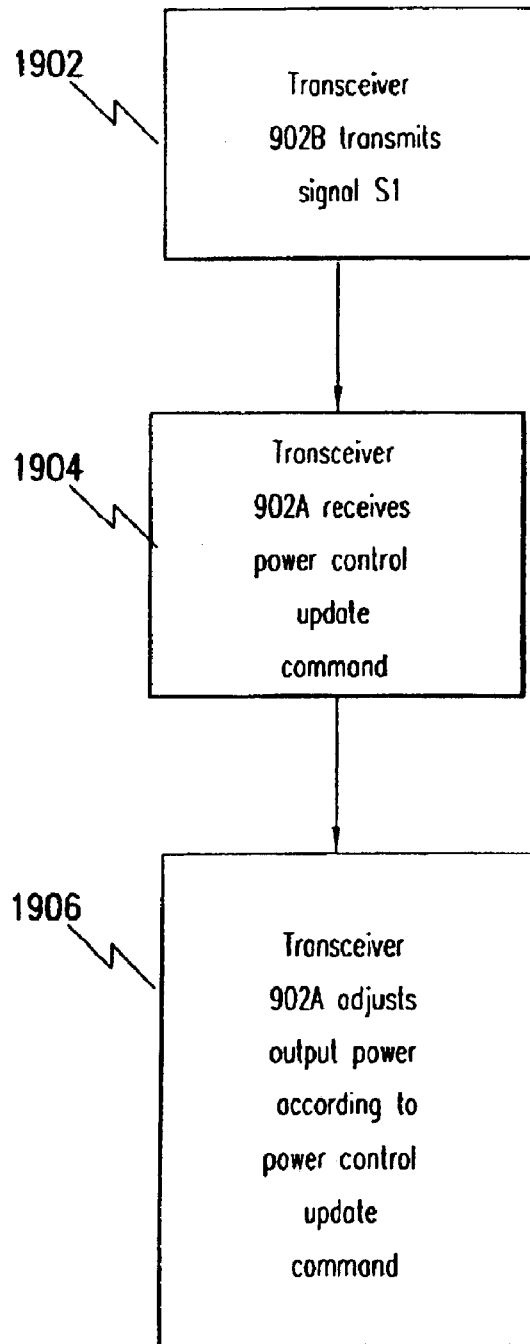 1902
Transceiver
902B transmits
signal S1
1904
Transceiver
902A receives
power control
update
command
1906
Transceiver
902A adjusts
output power
according to
power control
update
command